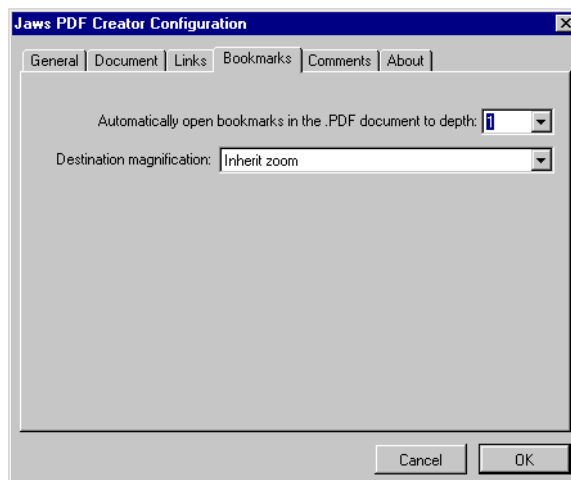 Jaws PDF Creator Configuration
General Document Links Bookmarks Comments About
Automatically open bookmarks in the .PDF document to depth: 1
Destination magnification: Inherit zoom
Cancel OK